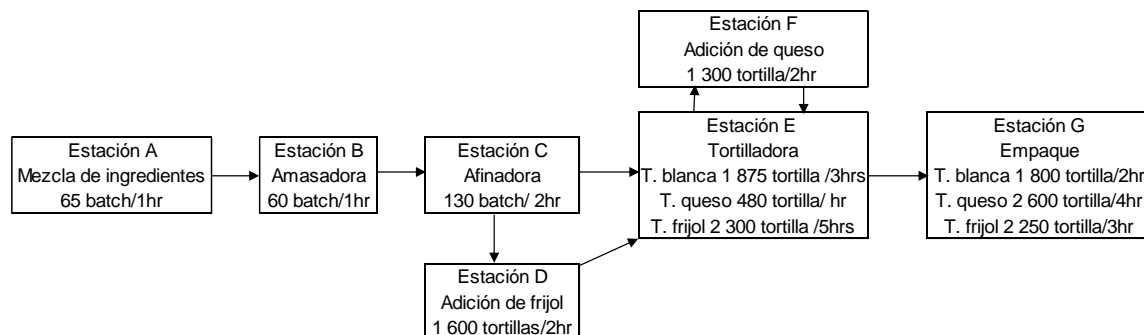 Estación F
Adición de queso
1 300 tortilla/2hr
Estación A
Mezcla de ingredientes
65 batch/1hr
Estación B
Amasadora
60 batch/1hr
Estación C
Afinadora
130 batch/ 2hr
Estación E
Tortilladora
T. blanca 1 875 tortilla /3hrs
T. queso 480 tortilla/ hr
T. frijol 2 300 tortilla /5hrs
Estación G
Empaque
T. blanca 1 800 tortilla/2hr
T. queso 2 600 tortilla/4hr
T. frijol 2 250 tortilla/3hr
Estación D
Adición de frijol
1 600 tortillas/2hr